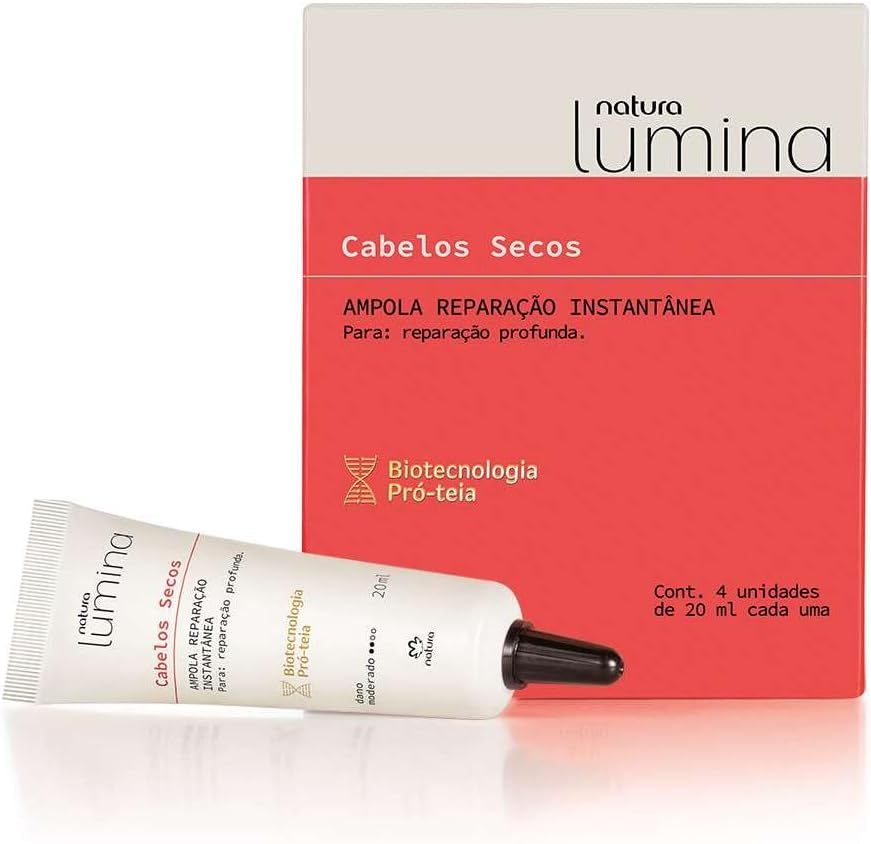 natura
lumina
Cabelos Secos
AMPOLA REPARAÇÃO INSTANTÂNEA
Para: reparação profunda.
Biotecnologia
Pró-teia
Cont. 4 unidades
de 20 ml cada uma
natura
lumina
Cabelos Secos
AMPOLA REPARAÇÃO
INSTANTÂNEA
Para: reparação profunda.
Biotecnologia
Pró-teia
20ml
dano
moderado
natura